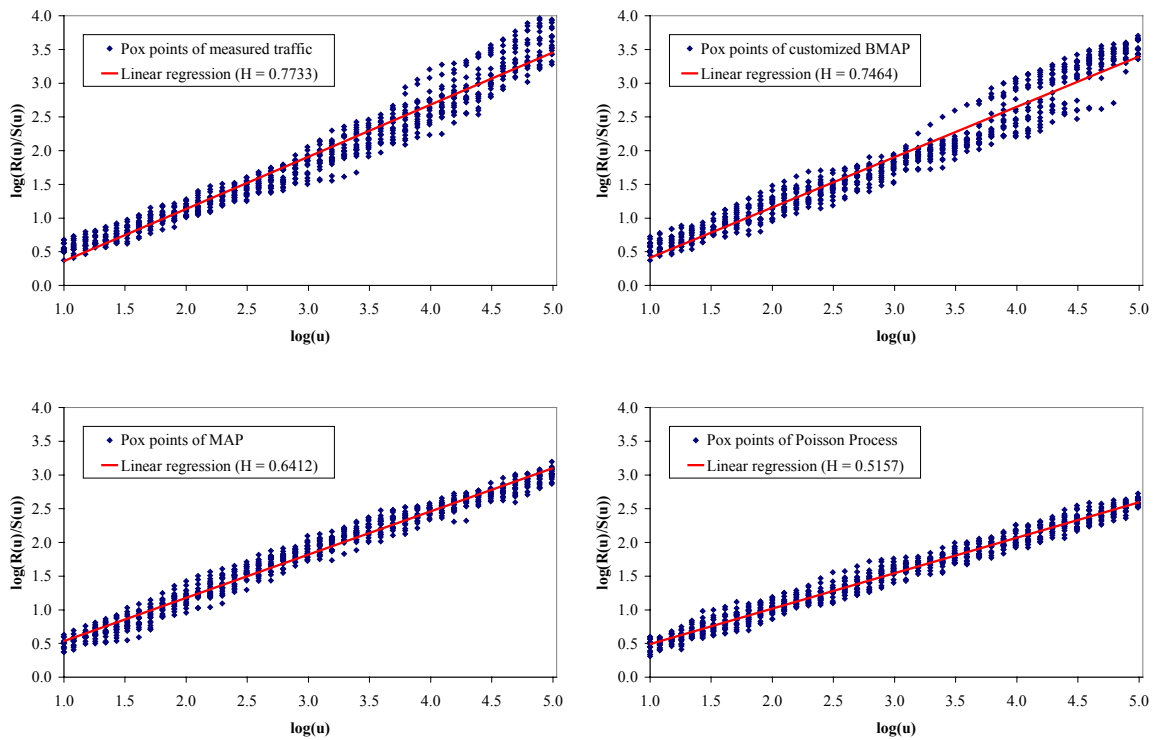 4.0
3.5
3.0
2.5
2.0
1.5
1.0
0.5
0.0
log(R(u)/S(u))
Pox points of measured traffic
Linear regression (H = 0.7733)
1.0 1.5 2.0 2.5 3.0 3.5 4.0 4.5 5.0
log(u)
4.0
3.5
3.0
2.5
2.0
1.5
1.0
0.5
0.0
log(R(u)/S(u))
Pox points of customized BMAP
Linear regression (H = 0.7464)
1.0 1.5 2.0 2.5 3.0 3.5 4.0 4.5 5.0
log(u)
4.0
3.5
3.0
2.5
2.0
1.5
1.0
0.5
0.0
log(R(u)/S(u))
Pox points of MAP
Linear regression (H = 0.6412)
1.0 1.5 2.0 2.5 3.0 3.5 4.0 4.5 5.0
log(u)
4.0
3.5
3.0
2.5
2.0
1.5
1.0
0.5
0.0
log(R(u)/S(u))
Pox points of Poisson Process
Linear regression (H = 0.5157)
1.0 1.5 2.0 2.5 3.0 3.5 4.0 4.5 5.0
log(u)